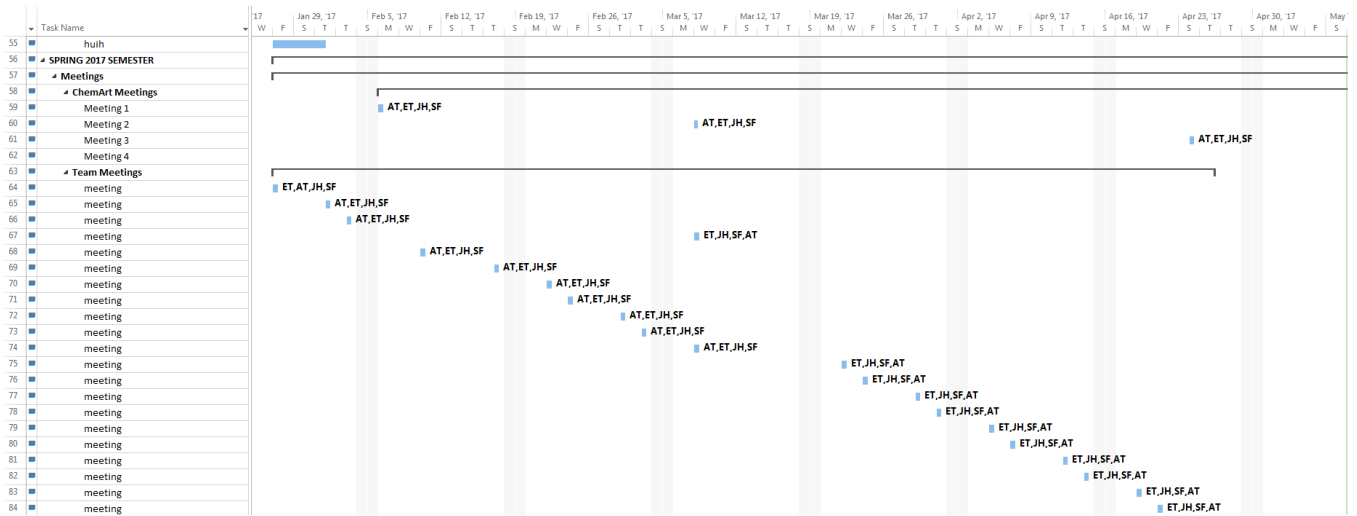 '17 Jan 29, '17 Feb 5, '17 Feb 12, '17 Feb 19, '17 Feb 26, '17 Mar 5, '17 Mar 12, '17 Mar 19, '17 Mar 26, '17 Apr 2, '17 Apr 9, '17 Apr 16, '17 Apr 23, '17 Apr 30, '17 May
Task Name W F S T T S M W F S T T S M W F S T T S M W F S T T S M W F S T T S M W F S T T S M W F S T T S M W F S
55 huih
56 SPRING 2017 SEMESTER
57 Meetings
58 ChemArt Meetings
59 Meeting 1 AT,ET,JH,SF
60 Meeting 2 AT,ET,JH,SF
61 Meeting 3 AT,ET,JH,SF
62 Meeting 4
63 Team Meetings
64 meeting ET,AT,JH,SF
65 meeting AT,ET,JH,SF
66 meeting AT,ET,JH,SF
67 meeting ET,JH,SF,AT
68 meeting AT,ET,JH,SF
69 meeting AT,ET,JH,SF
70 meeting AT,ET,JH,SF
71 meeting AT,ET,JH,SF
72 meeting AT,ET,JH,SF
73 meeting AT,ET,JH,SF
74 meeting AT,ET,JH,SF
75 meeting ET,JH,SF,AT
76 meeting ET,JH,SF,AT
77 meeting ET,JH,SF,AT
78 meeting ET,JH,SF,AT
79 meeting ET,JH,SF,AT
80 meeting ET,JH,SF,AT
81 meeting ET,JH,SF,AT
82 meeting ET,JH,SF,AT
83 meeting ET,JH,SF,AT
84 meeting ET,JH,SF,AT